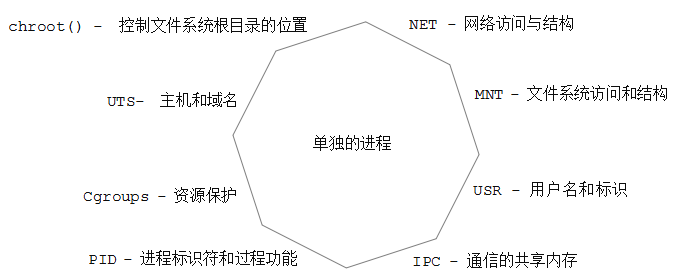 chroot() - 控制文件系统根目录的位置
NET - 网络访问与结构
UTS- 主机和域名
MNT - 文件系统访问和结构
单独的进程
Cgroups - 资源保护
USR - 用户名和标识
PID - 进程标识符和过程功能
IPC - 通信的共享内存